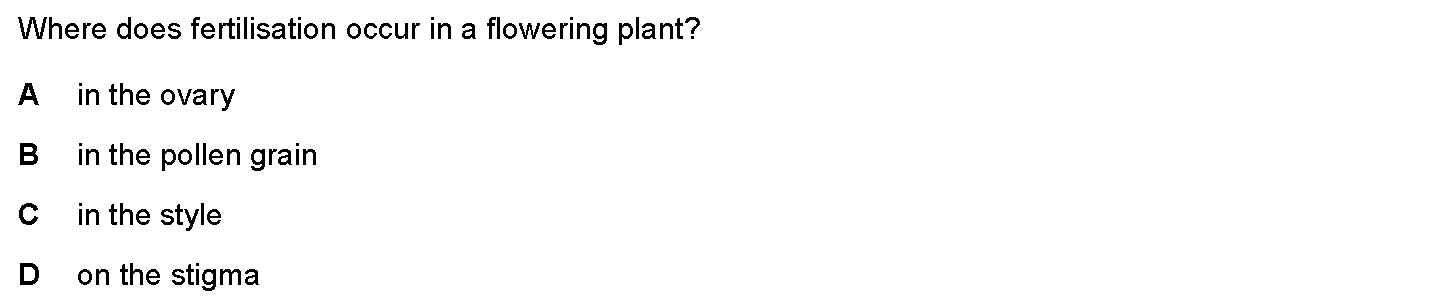 Where does fertilisation occur in a flowering plant?
A in the ovary
B in the pollen grain
C in the style
D on the stigma